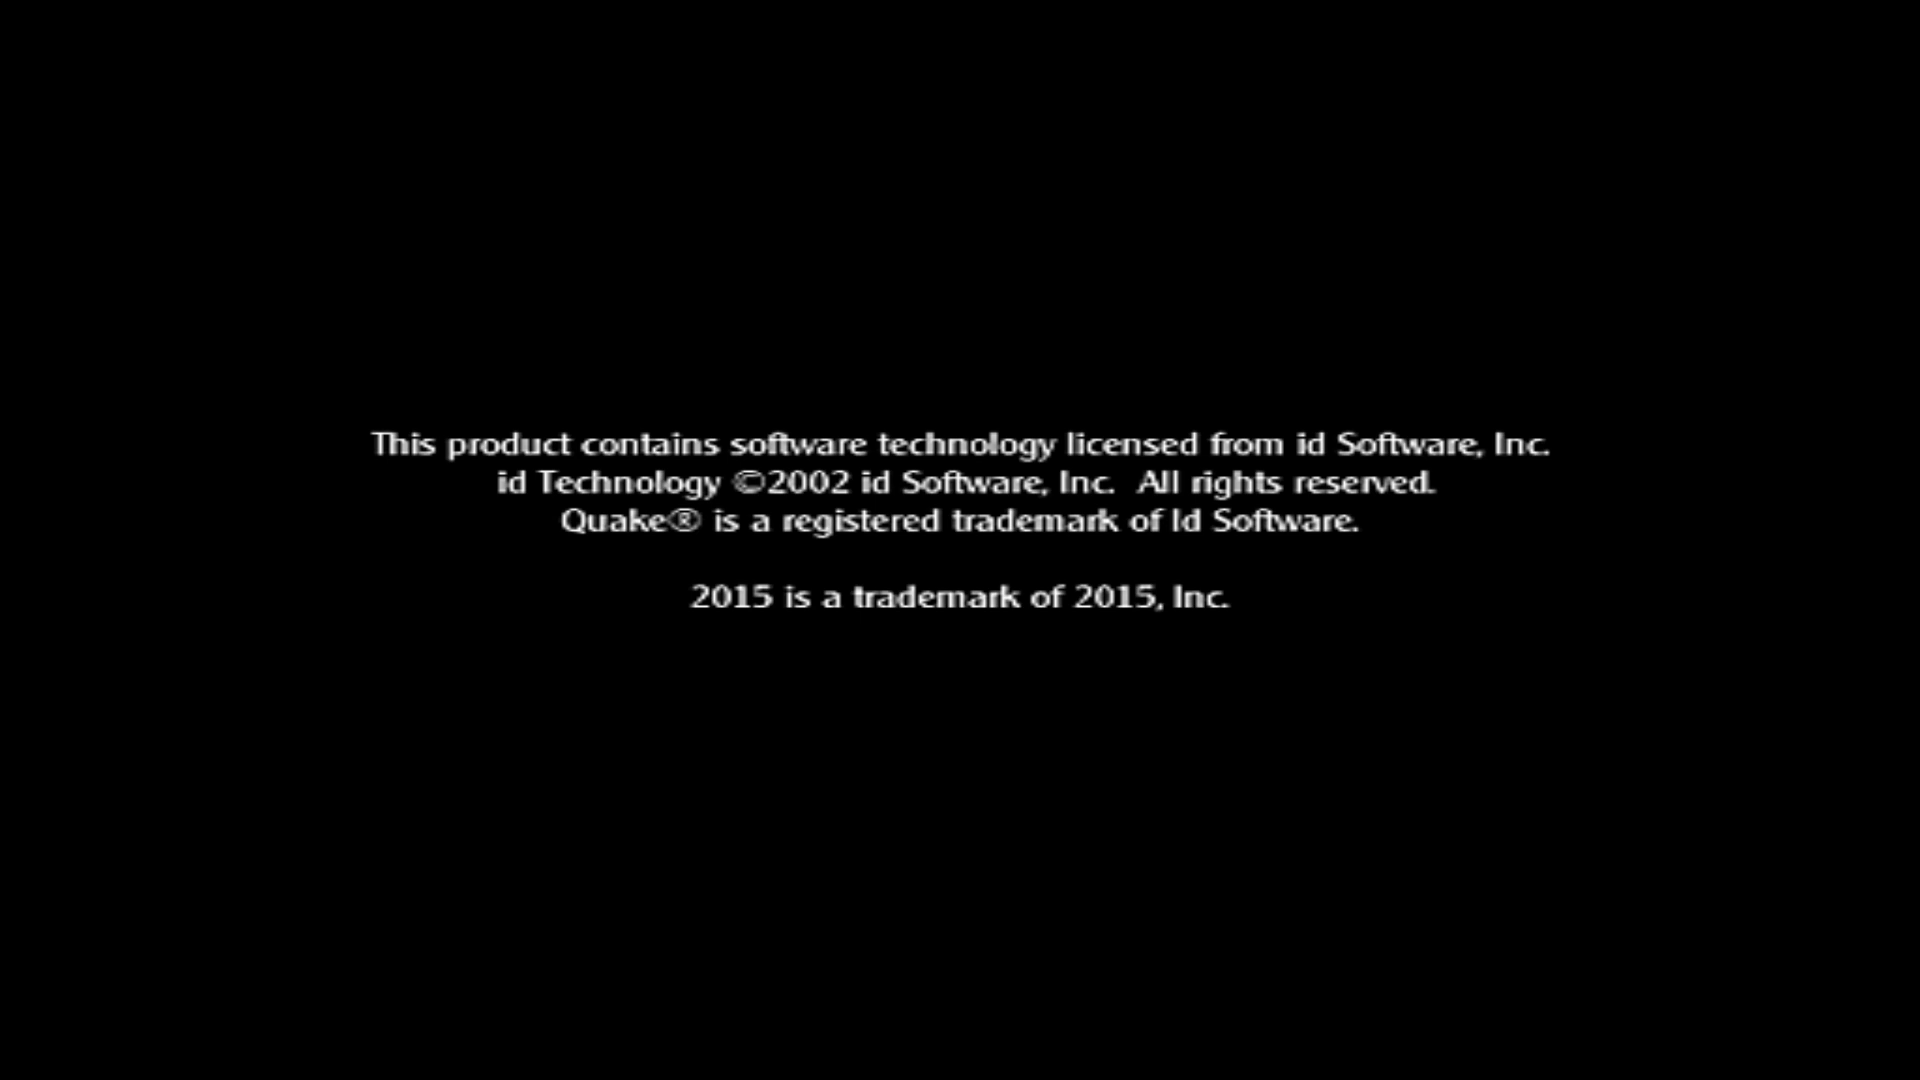 This product contains software technology licensed from id Software, Inc.
id Technology ©2002 id Software, Inc.  All rights reserved.
Quake® is a registered trademark of Id Software.
2015 is a trademark of 2015, Inc.